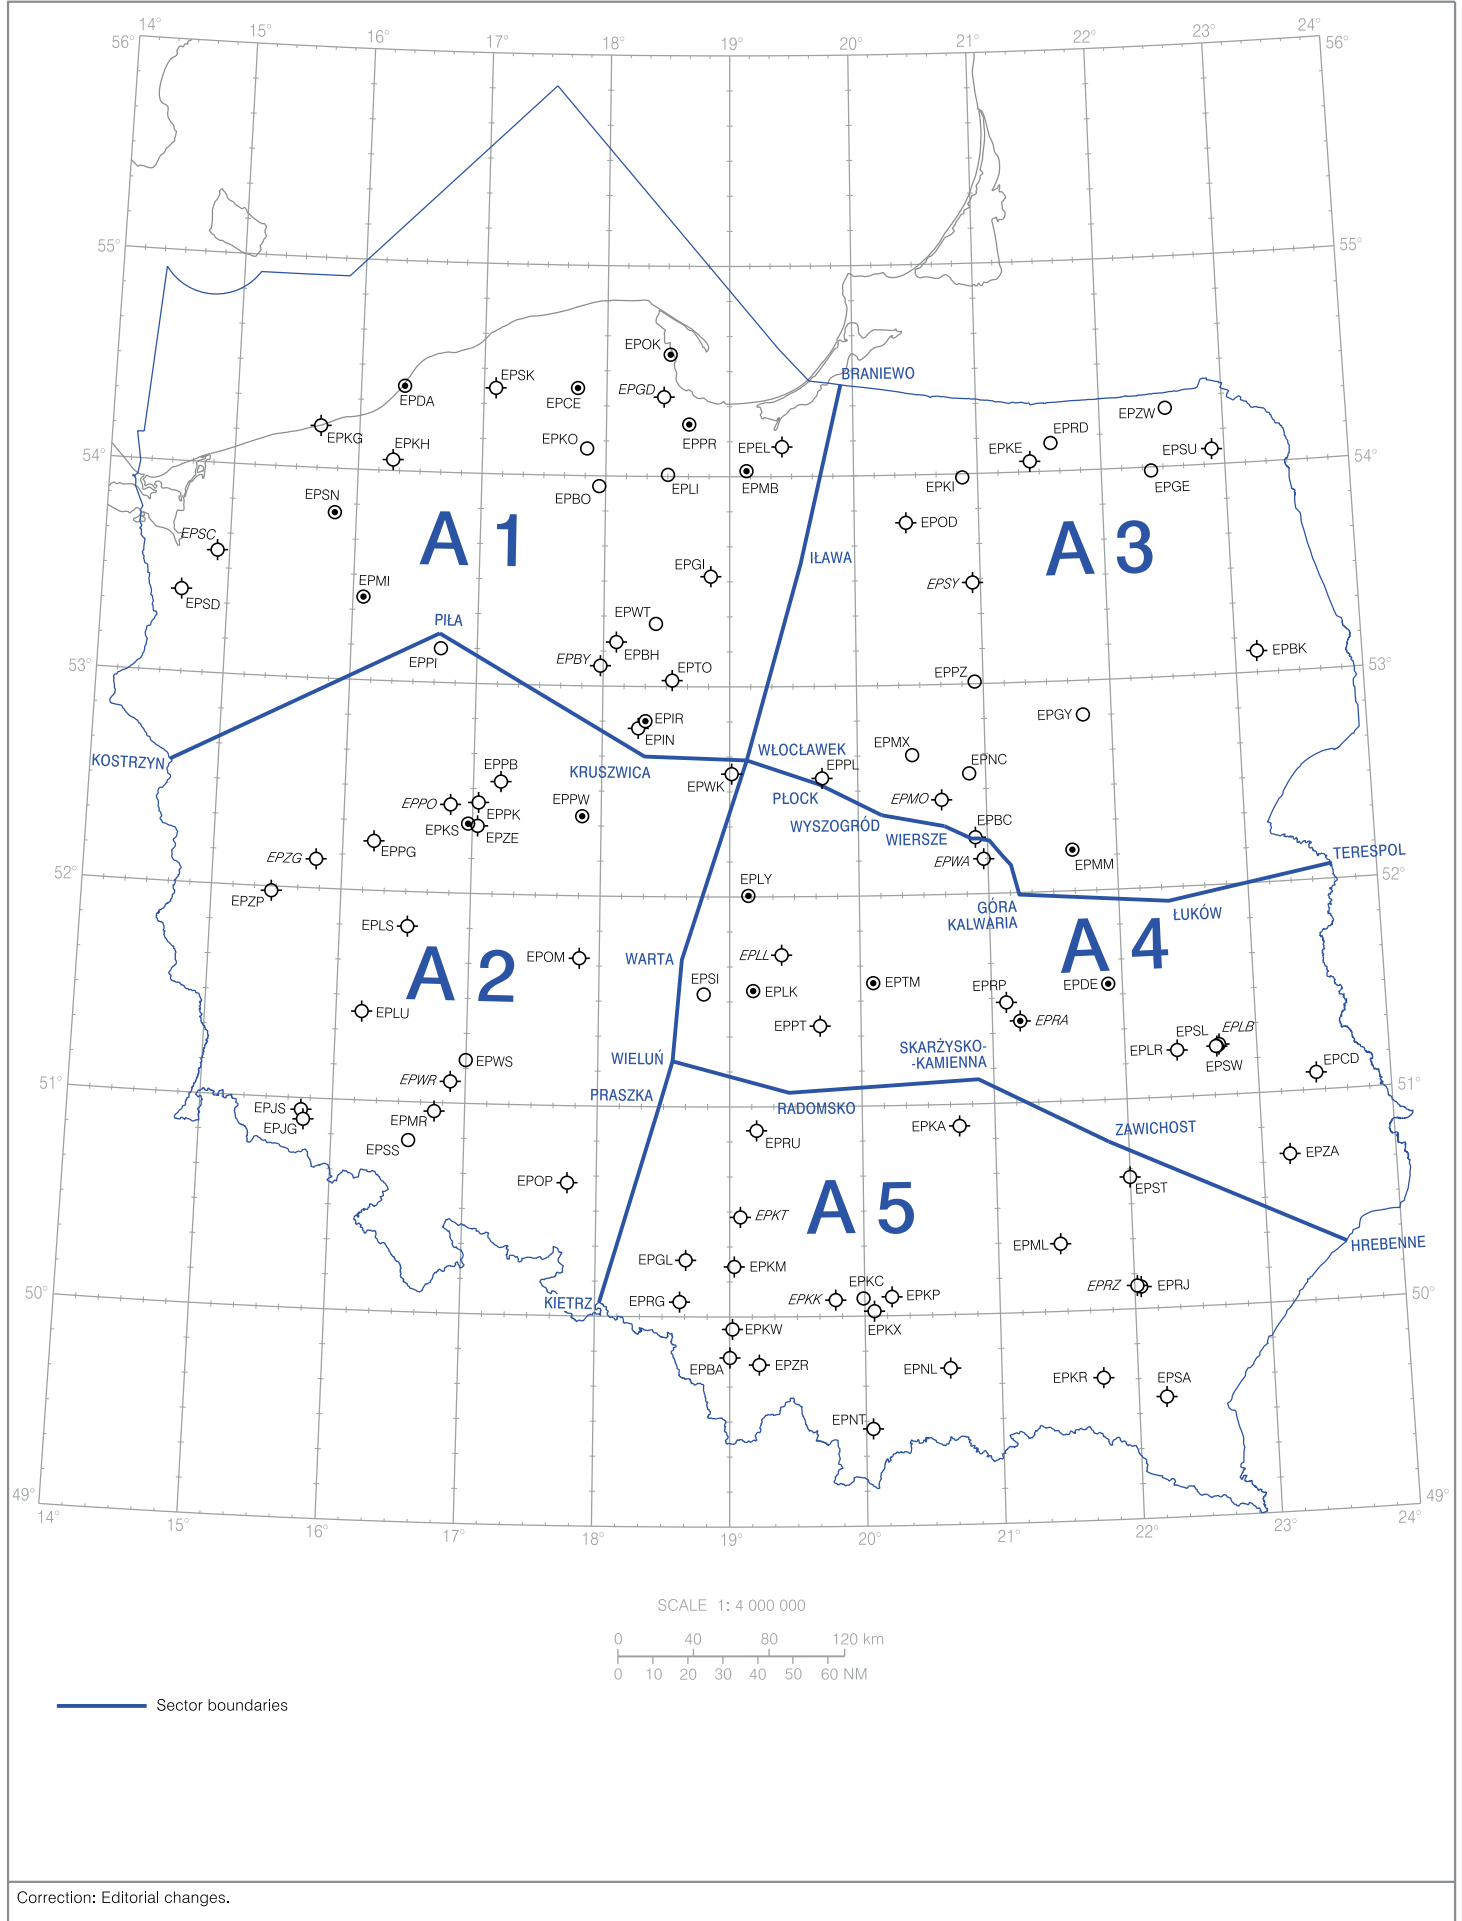 14° 15° 16° 17° 18° 19° 20° 21° 22° 23° 24°
56° 56°
55° 55°
EPOK
BRANIEWO
EPSK
EPGD
EPDA
EPCE
EPZW
EPKG
EPKH
EPKO
EPPR
EPEL
EPRD
EPKE
EPSU
54° 54°
EPSN
EPBO
EPLI
EPMB
EPKI
EPGE
EPSC
A 1
EPOD
A 3
IŁAWA
EPGI
EPMI
EPSY
EPSD
PIŁA
EPWT
EPPI
EPBY
EPBH
EPTO
EPBK
53° 53°
EPPZ
EPIR
EPGY
EPIN
EPMX
WŁOCŁAWEK
KOSTRZYN
KRUSZWICA
EPPB
EPWK
EPPL
EPNC
EPPO
EPPW
PŁOCK
EPMO
EPPK
EPKS
EPZE
WYSZOGRÓD
EPBC
WIERSZE
EPPG
EPZG
EPWA
EPMM
TERESPOL
52° 52°
EPZP
EPLY
GÓRA
KALWARIA
ŁUKÓW
EPLS
A 2
A 4
EPOM
WARTA
EPLL
EPSI
EPLK
EPTM
EPRP
EPDE
EPLU
EPPT
EPRA
SKARŻYSKO-
-KAMIENNA
EPSL
EPLB
EPLR
EPSW
EPCD
EPWS
WIELUŃ
EPWR
51° 51°
PRASZKA
RADOMSKO
EPJS
EPJG
EPMR
EPSS
EPRU
EPKA
ZAWICHOST
EPZA
EPOP
EPST
A 5
EPKT
EPML
HREBENNE
EPGL
EPKM
EPKC
EPRZ
EPRJ
50° 50°
KIETRZ
EPRG
EPKK
EPKP
EPKW
EPKX
EPBA
EPZR
EPNL
EPKR
EPSA
EPNT
49° 49°
14° 15° 16° 17° 18° 19° 20° 21° 22° 23° 24°
SCALE 1: 4 000 000
0 40 80 120 km
0 10 20 30 40 50 60 NM
Sector boundaries
Correction: Editorial changes.